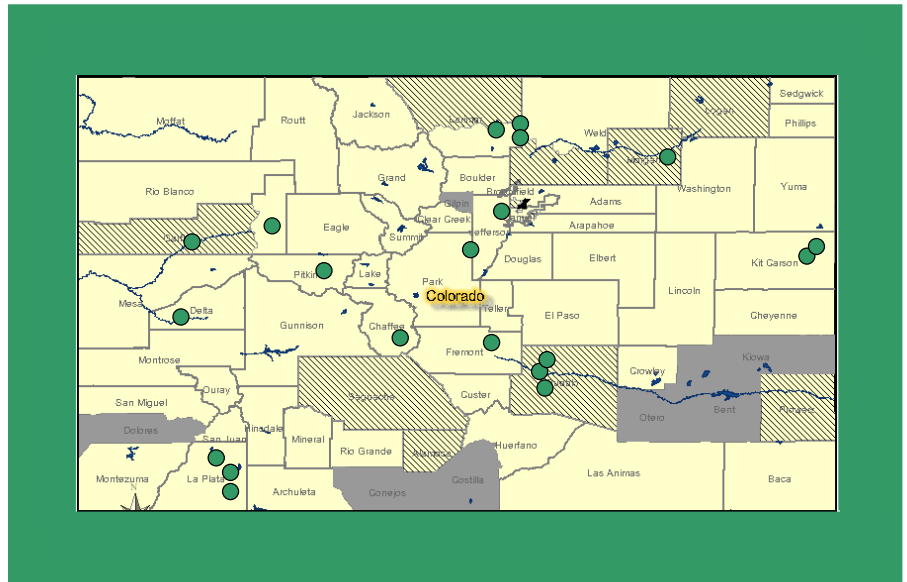 Sedgwick
Logan
Moffat
Routt
Jackson
Larimer
Phillips
Weld
Morgan
Grand
Boulder
Washington
Yuma
Rio Blanco
Broomfield
Gilpin
Adams
Clear Creek
Arapahoe
Eagle
Summit
Jefferson
Garfield
Douglas
Elbert
Kit Carson
Pitkin
Lake
Park
Lincoln
Colorado
Mesa
Delta
Teller
El Paso
Cheyenne
Gunnison
Chaffee
Fremont
Kiowa
Montrose
Crowley
Pueblo
Ouray
Saguache
Custer
San Miguel
Otero
Bent
Prowers
Dolores
Hinsdale
San Juan
Mineral
Rio Grande
Alamosa
Huerfano
Las Animas
Montezuma
La Plata
Costilla
Baca
Archuleta
Conejos
N